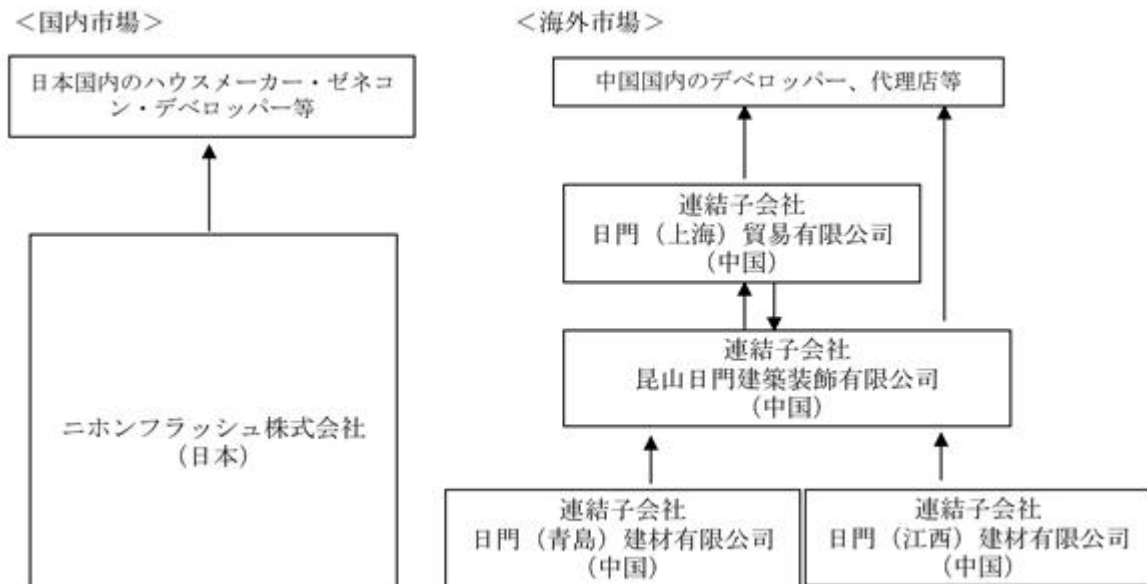 ＜国内市場＞
日本国内のハウスメーカー・ゼネコ
ン・デベロッパー等
ニホンフラッシュ株式会社
（日本）
＜海外市場＞
中国国内のデベロッパー、代理店等
連結子会社
日門（上海）貿易有限公司
（中国）
連結子会社
昆山日門建築装飾有限公司
（中国）
連結子会社
日門（青島）建材有限公司
（中国）
連結子会社
日門（江西）建材有限公司
（中国）